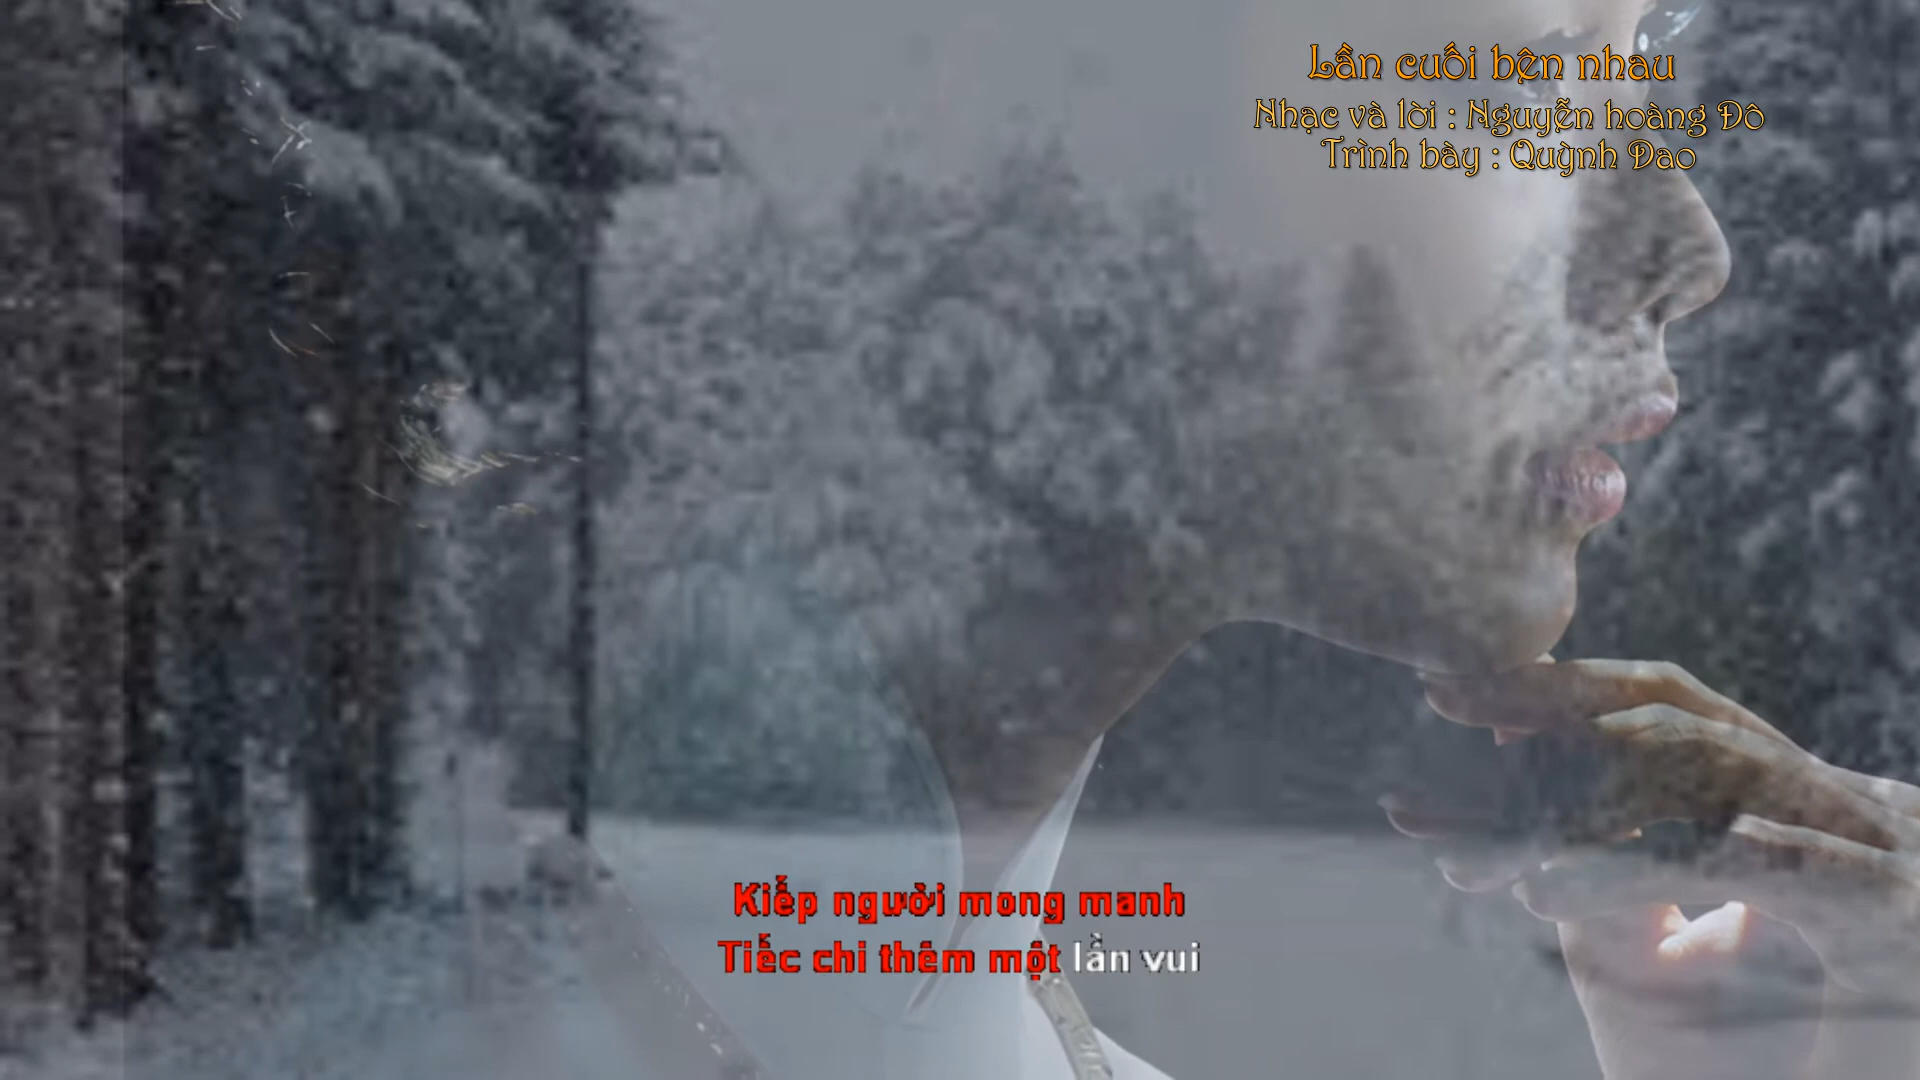 Lần cuối bện nhau
Nhạc và lời : Nguyễn hoàng Đô
Trình bày : Quỳnh Dao
Kiếp người mong manh
Tiếc chi thêm một lần vui